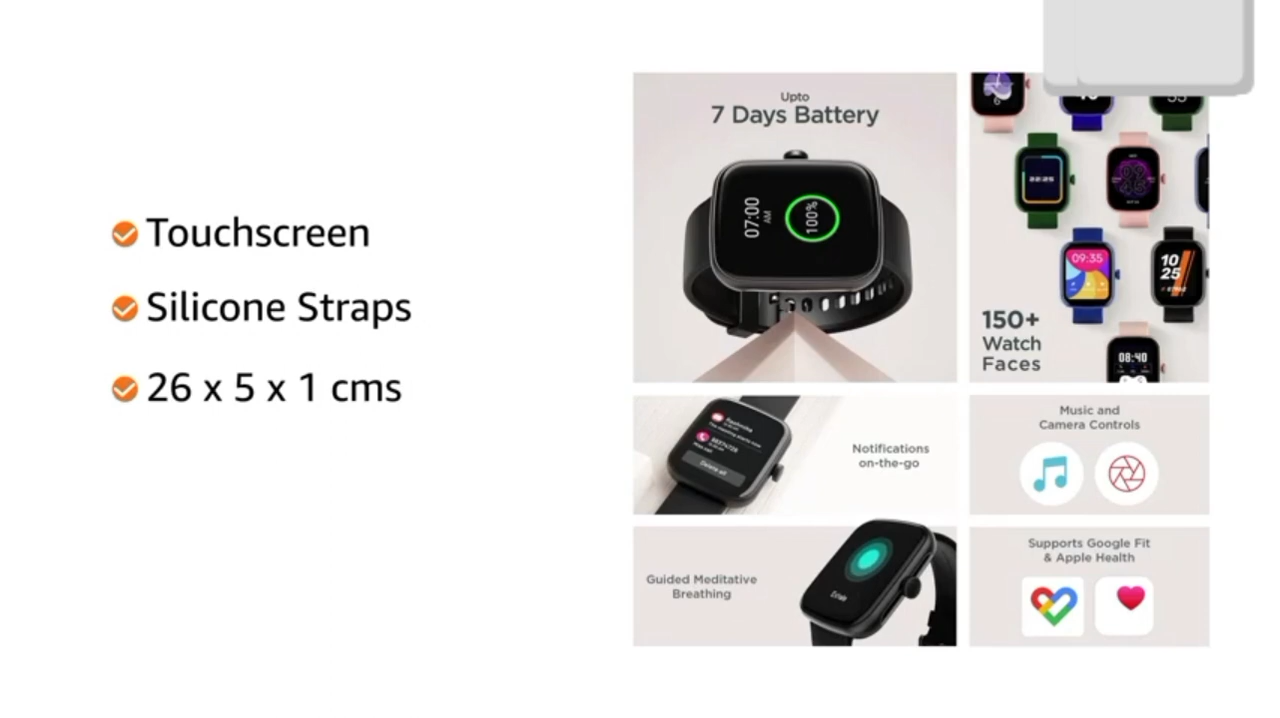 Touchscreen
Silicone Straps
26 x 5 x 1 cms
Upto
7 Days Battery
07:00
AM
100%
22:25
09:35
10
25
08:40
150+
Watch
Faces
Delete all
Notifications
on-the-go
Music and
Camera Controls
Guided Meditative
Breathing
Exhale
Supports Google Fit
& Apple Health